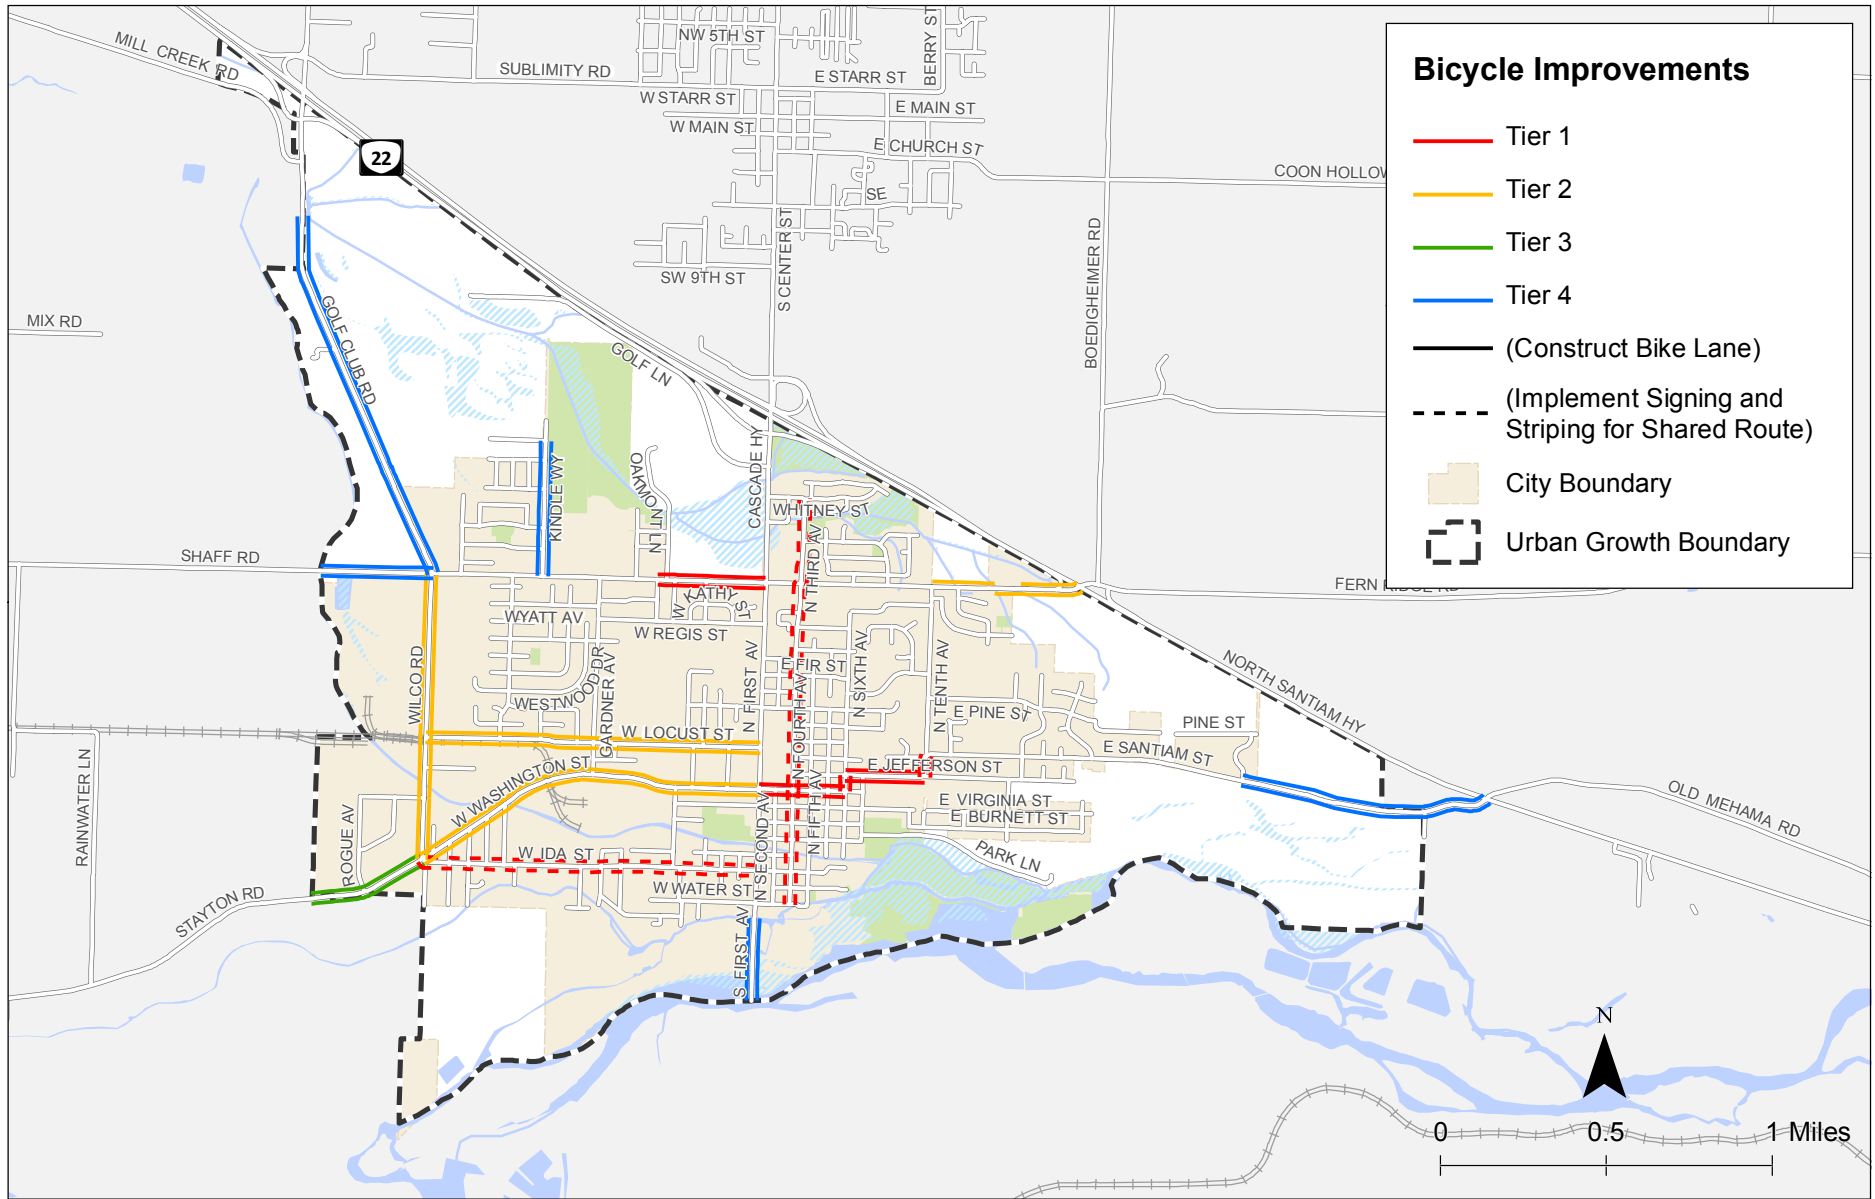 NW 5TH ST
BERRY ST
MILL CREEK RD
SUBLIMITY RD
E STARR ST
W STARR ST
E MAIN ST
W MAIN ST
E CHURCH ST
22
COON HOLLOW
SE
S CENTER ST
BOEDIGHEIMER RD
SW 9TH ST
MIX RD
GOLF CLUB RD
GOLF LN
KINDLE WY
OAKMONT LN
CASCADE HY
WHITNEY ST
SHAFF RD
N THIRD AV
FERN RIDGE RD
W KATHY ST
WYATT AV
W REGIS ST
WILCO RD
WESTWOOD DR
GARDNER AV
N FIRST AV
E FIR ST
N FOURTH AV
N SIXTH AV
N TENTH AV
NORTH SANTIAM HY
E PINE ST
PINE ST
W LOCUST ST
E SANTIAM ST
RAINWATER LN
W WASHINGTON ST
E JEFFERSON ST
OLD MEHAMA RD
N SECOND AV
N FIFTH AV
E VIRGINIA ST
E BURNETT ST
ROGUE AV
W IDA ST
PARK LN
W WATER ST
STAYTON RD
S FIRST AV
Bicycle Improvements
Tier 1
Tier 2
Tier 3
Tier 4
(Construct Bike Lane)
(Implement Signing and
Striping for Shared Route)
City Boundary
Urban Growth Boundary
N
0 0.5 1 Miles